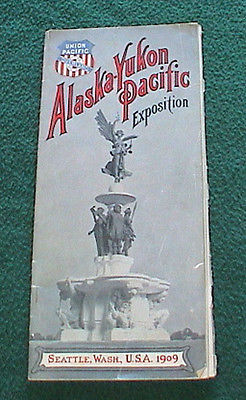 UNION
PACIFIC
Alaska-Yukon
Pacific
Exposition
SEATTLE, WASH., U.S.A. 1909